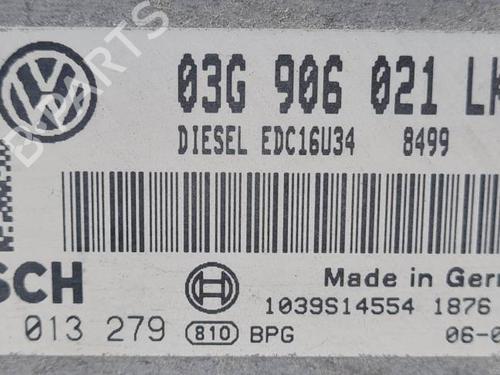 03G 906 021 LK
DIESEL EDC16U34 8499
SCH
Made in Germ
1039S14554 1876
013 279 810 BPG 06-0
B PARTS